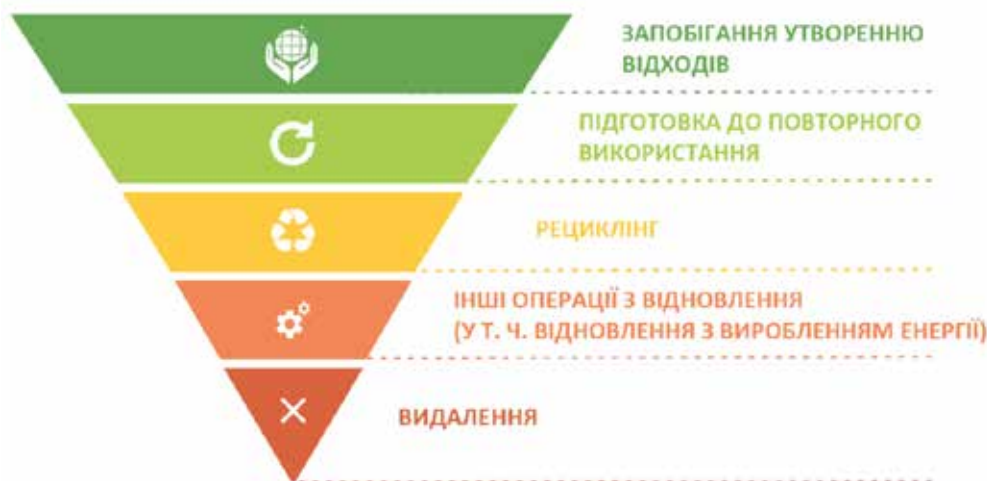 ЗАПОБІГАННЯ УТВОРЕННЮ
ВІДХОДІВ
ПІДГОТОВКА ДО ПОВТОРНОГО
ВИКОРИСТАННЯ
РЕЦИКЛІНГ
ІНШІ ОПЕРАЦІЇ З ВІДНОВЛЕННЯ
(У Т. Ч. ВІДНОВЛЕННЯ З ВИРОБЛЕННЯМ ЕНЕРГІЇ)
ВИДАЛЕННЯ